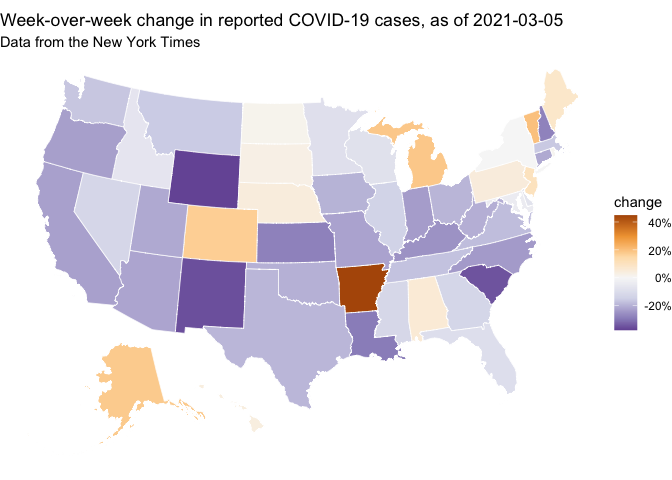 Week-over-week change in reported COVID-19 cases, as of 2021-03-05
Data from the New York Times
change
40%
20%
0%
-20%